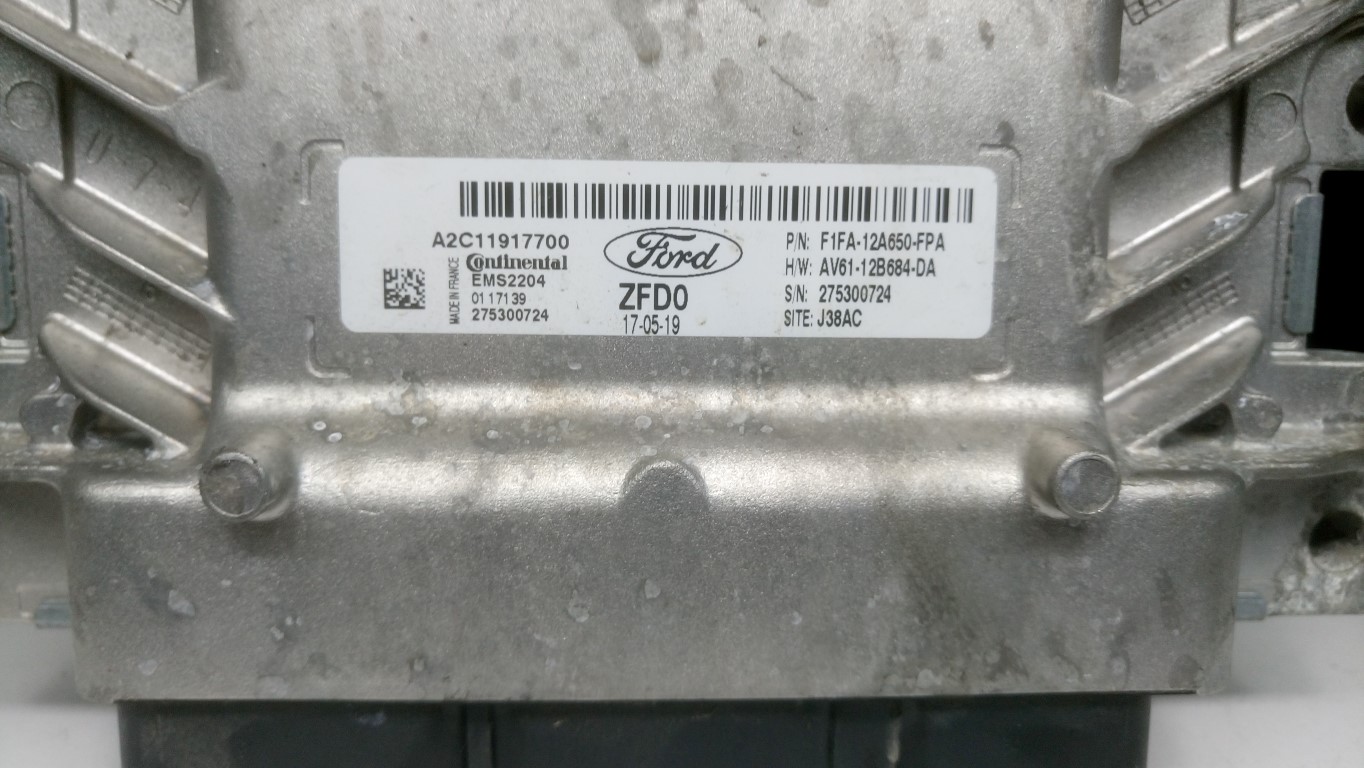 A2C11917700
MADE IN FRANCE
Continental
EMS2204
01 17139
275300724
Ford
ZFD0
17-05-19
P/N: F1FA-12A650-FPA
H/W: AV61-12B684-DA
S/N: 275300724
SITE: J38AC